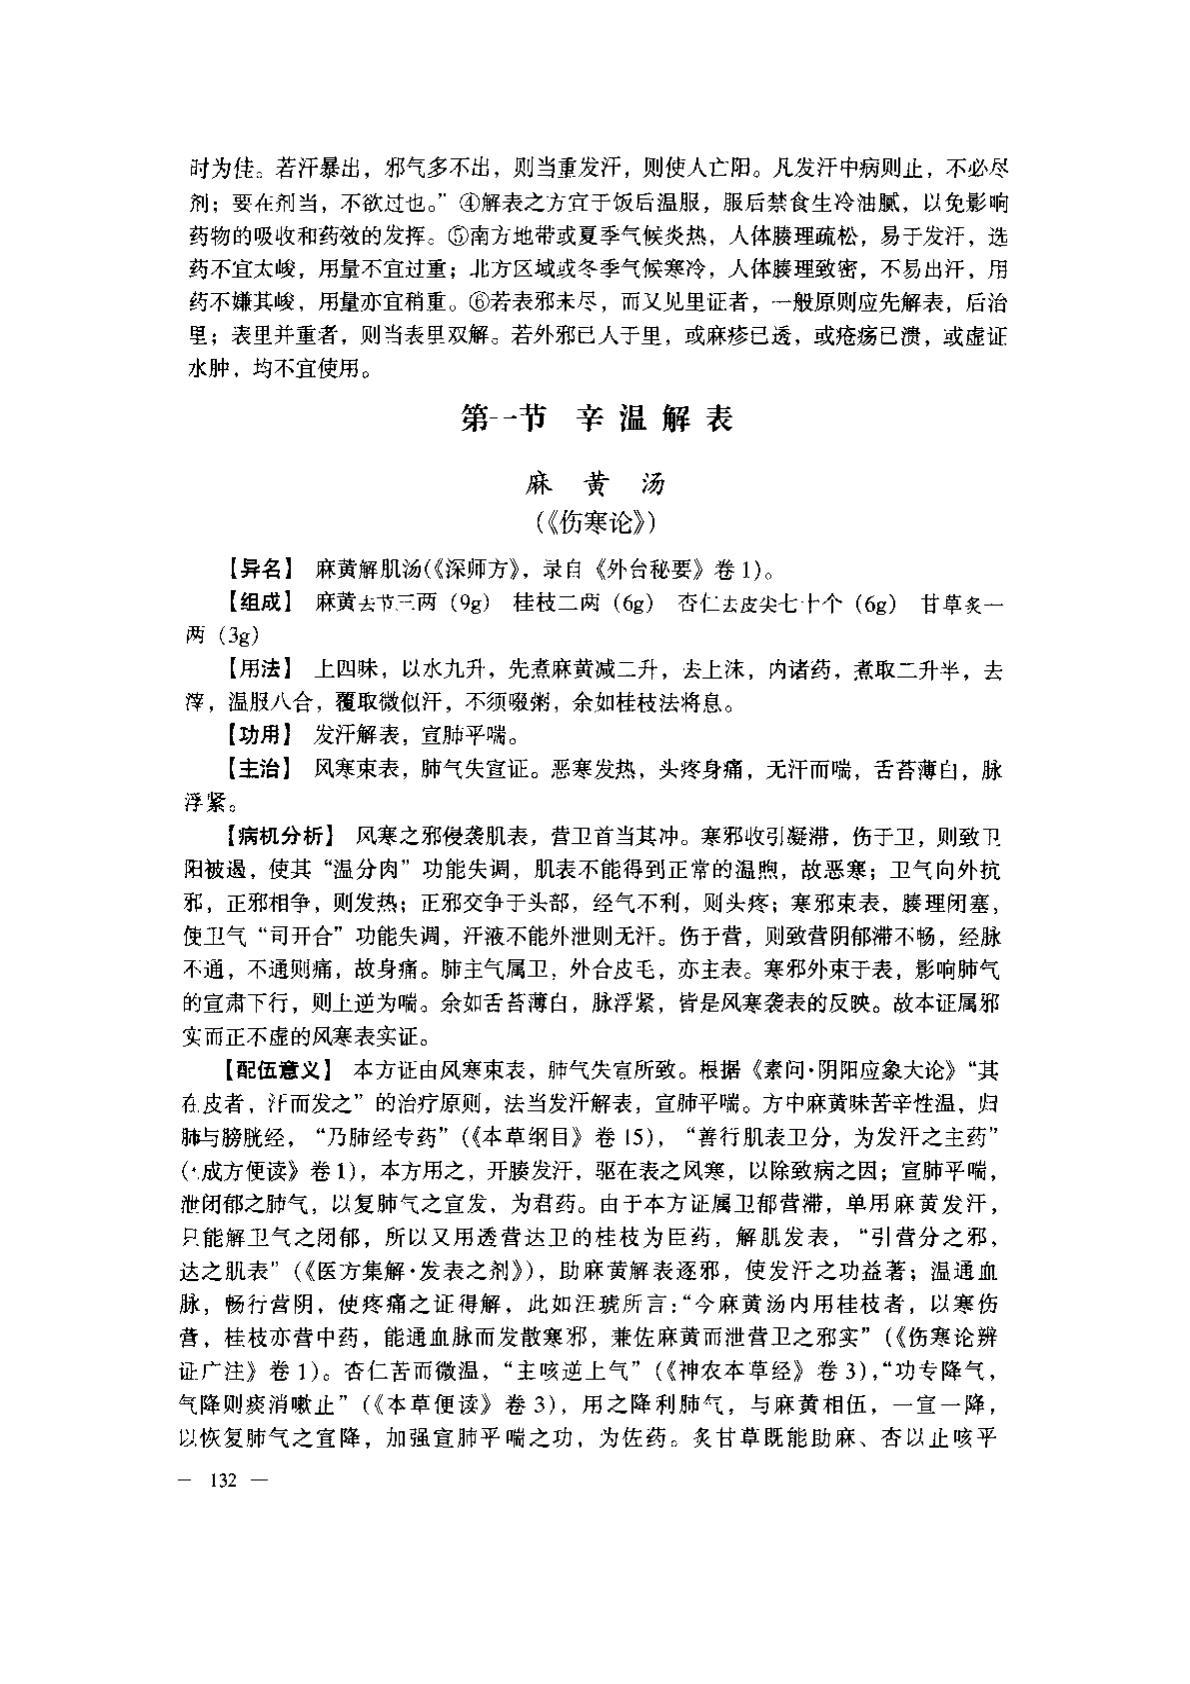 时为佳。若汗暴出，邪气多不出，则当重发汗，则使人亡阳。凡发汗中病则止，不必尽
剂；要在剂当，不欲过也。”④解表之方宜于饭后温服，服后禁食生冷油腻，以免影响
药物的吸收和药效的发挥。⑤南方地带或夏季气候炎热，人体腠理疏松，易于发汗，选
药不宜太峻，用量不宜过重；北方区域或冬季气候寒冷，人体腠理致密，不易出汗，用
药不嫌其峻，用量亦宜稍重。⑥若表邪未尽，而又见里证者，一般原则应先解表，后治
里；表里并重者，则当表里双解。若外邪已人于里，或麻疹已透，或疮疡已溃，或虚证
水肿，均不宜使用。
第一节 辛温解表
麻黄汤
（《伤寒论》）
【异名】 麻黄解肌汤(《深师方》，录自《外台秘要》卷1)。
【组成】 麻黄去节三两（9g） 桂枝二两（6g） 杏仁去皮尖七十个（6g） 甘草炙一
两（3g）
【用法】 上四味，以水九升，先煮麻黄减二升，去上沫，内诸药，煮取二升半，去
滓，温服八合，覆取微似汗，不须啜粥，余如桂枝法将息。
【功用】 发汗解表，宣肺平喘。
【主治】 风寒束表，肺气失宣证。恶寒发热，头疼身痛，无汗而喘，舌苔薄白，脉
浮紧。
【病机分析】 风寒之邪侵袭肌表，营卫首当其冲。寒邪收引凝滞，伤于卫，则致卫
阳被遏，使其“温分肉”功能失调，肌表不能得到正常的温煦，故恶寒；卫气向外抗
邪，正邪相争，则发热；正邪交争于头部，经气不利，则头疼；寒邪束表，腠理闭塞，
使卫气“司开合”功能失调，汗液不能外泄则无汗。伤于营，则致营阴郁滞不畅，经脉
不通，不通则痛，故身痛。肺主气属卫，外合皮毛，亦主表。寒邪外束于表，影响肺气
的宣肃下行，则上逆为喘。余如舌苔薄白，脉浮紧，皆是风寒袭表的反映。故本证属邪
实而正不虚的风寒表实证。
【配伍意义】 本方证由风寒束表，肺气失宣所致。根据《素问·阴阳应象大论》“其
在皮者，汗而发之”的治疗原则，法当发汗解表，宣肺平喘。方中麻黄味苦辛性温，归
肺与膀胱经，“乃肺经专药”（《本草纲目》卷15），“善行肌表卫分，为发汗之主药”
(《成方便读》卷1)，本方用之，开腠发汗，驱在表之风寒，以除致病之因；宣肺平喘，
泄闭郁之肺气，以复肺气之宣发，为君药。由于本方证属卫郁营滞，单用麻黄发汗，
只能解卫气之闭郁，所以又用透营达卫的桂枝为臣药，解肌发表，“引营分之邪，
达之肌表”（《医方集解·发表之剂》），助麻黄解表逐邪，使发汗之功益著；温通血
脉，畅行营阴，使疼痛之证得解，此如汪琥所言：“今麻黄汤内用桂枝者，以寒伤
营，桂枝亦营中药，能通血脉而发散寒邪，兼佐麻黄而泄营卫之邪实”（《伤寒论辨
证广注》卷1）。杏仁苦而微温，“主咳逆上气”（《神农本草经》卷3），“功专降气，
气降则痰消嗽止”（《本草便读》卷3），用之降利肺气，与麻黄相伍，一宣一降，
以恢复肺气之宣降，加强宣肺平喘之功，为佐药。炙甘草既能助麻、杏以止咳平
— 132 —